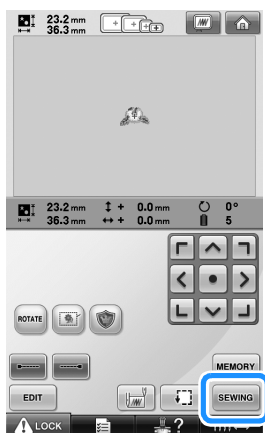 23.2 mm
36.3 mm
23.2 mm + 0.0 mm 0°
36.3 mm + 0.0 mm 5
ROTATE
MEMORY
EDIT
SEWING
LOCK
?